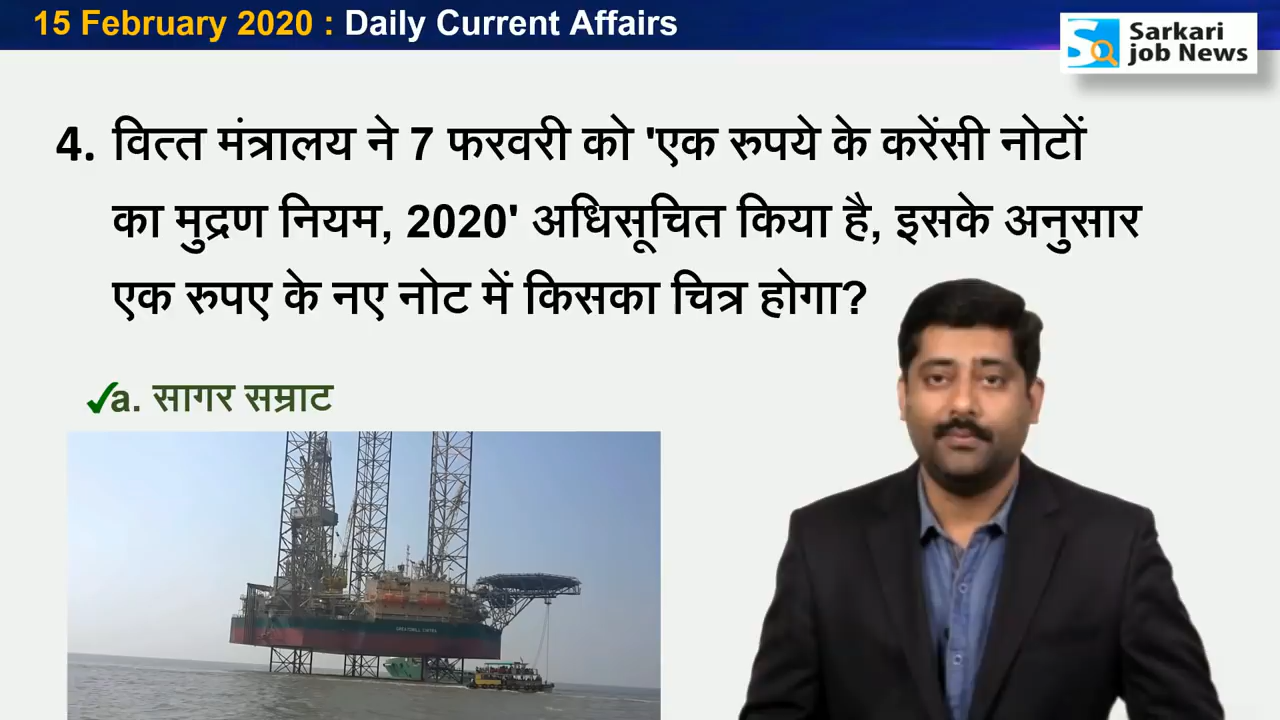 15 February 2020 : Daily Current Affairs
Sarkari
job News
4. वित्त मंत्रालय ने 7 फरवरी को 'एक रुपये के करेंसी नोटों
का मुद्रण नियम, 2020' अधिसूचित किया है, इसके अनुसार
एक रुपए के नए नोट में किसका चित्र होगा?
✓a. सागर सम्राट